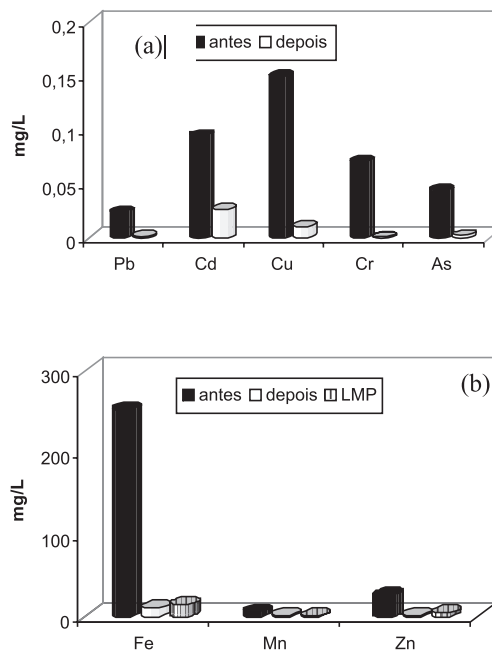 (a)
antes depois
mg/L
0,2
0,15
0,1
0,05
0
Pb Cd Cu Cr As
(b)
antes depois LMP
mg/L
300
200
100
0
Fe Mn Zn